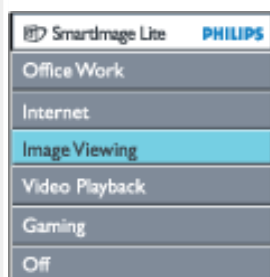 SmartImage Lite PHILIPS
Office Work
Internet
Image Viewing
Video Playback
Gaming
Off